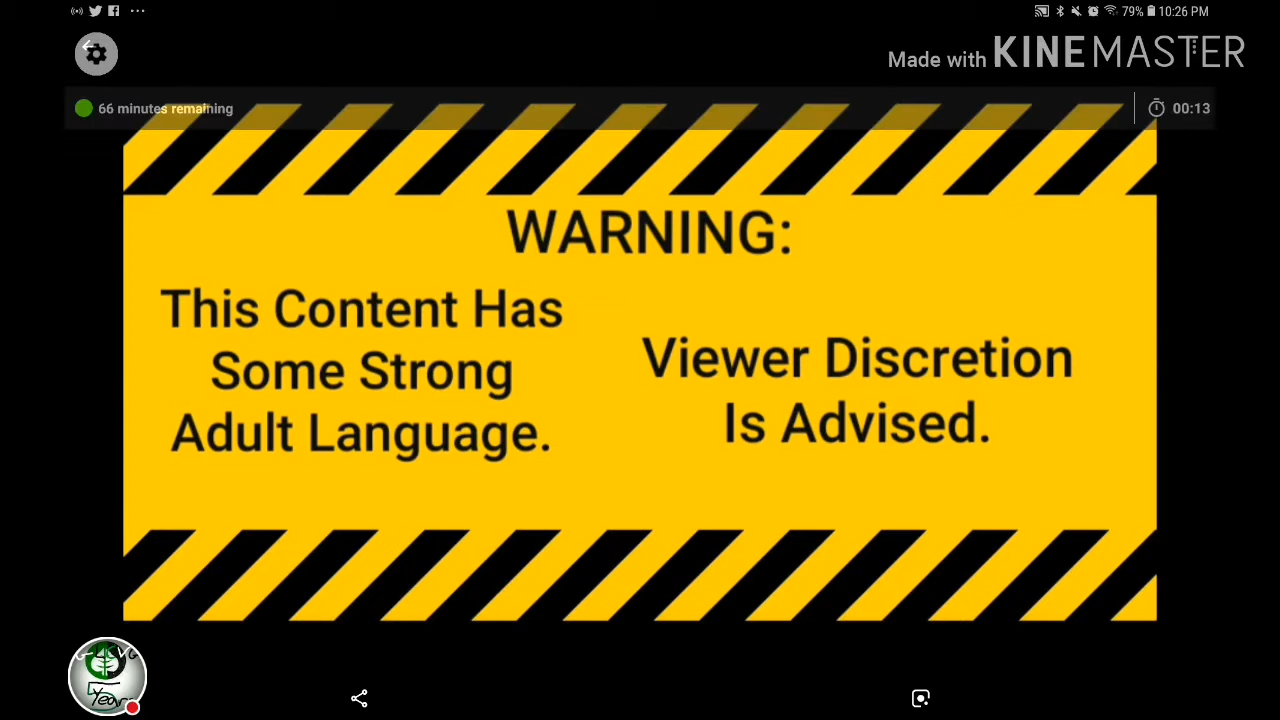 79% 10:26 PM
Made with KINEMASTER
66 minutes remaining
00:13
WARNING:
This Content Has
Some Strong
Adult Language.
Viewer Discretion
Is Advised.
Year